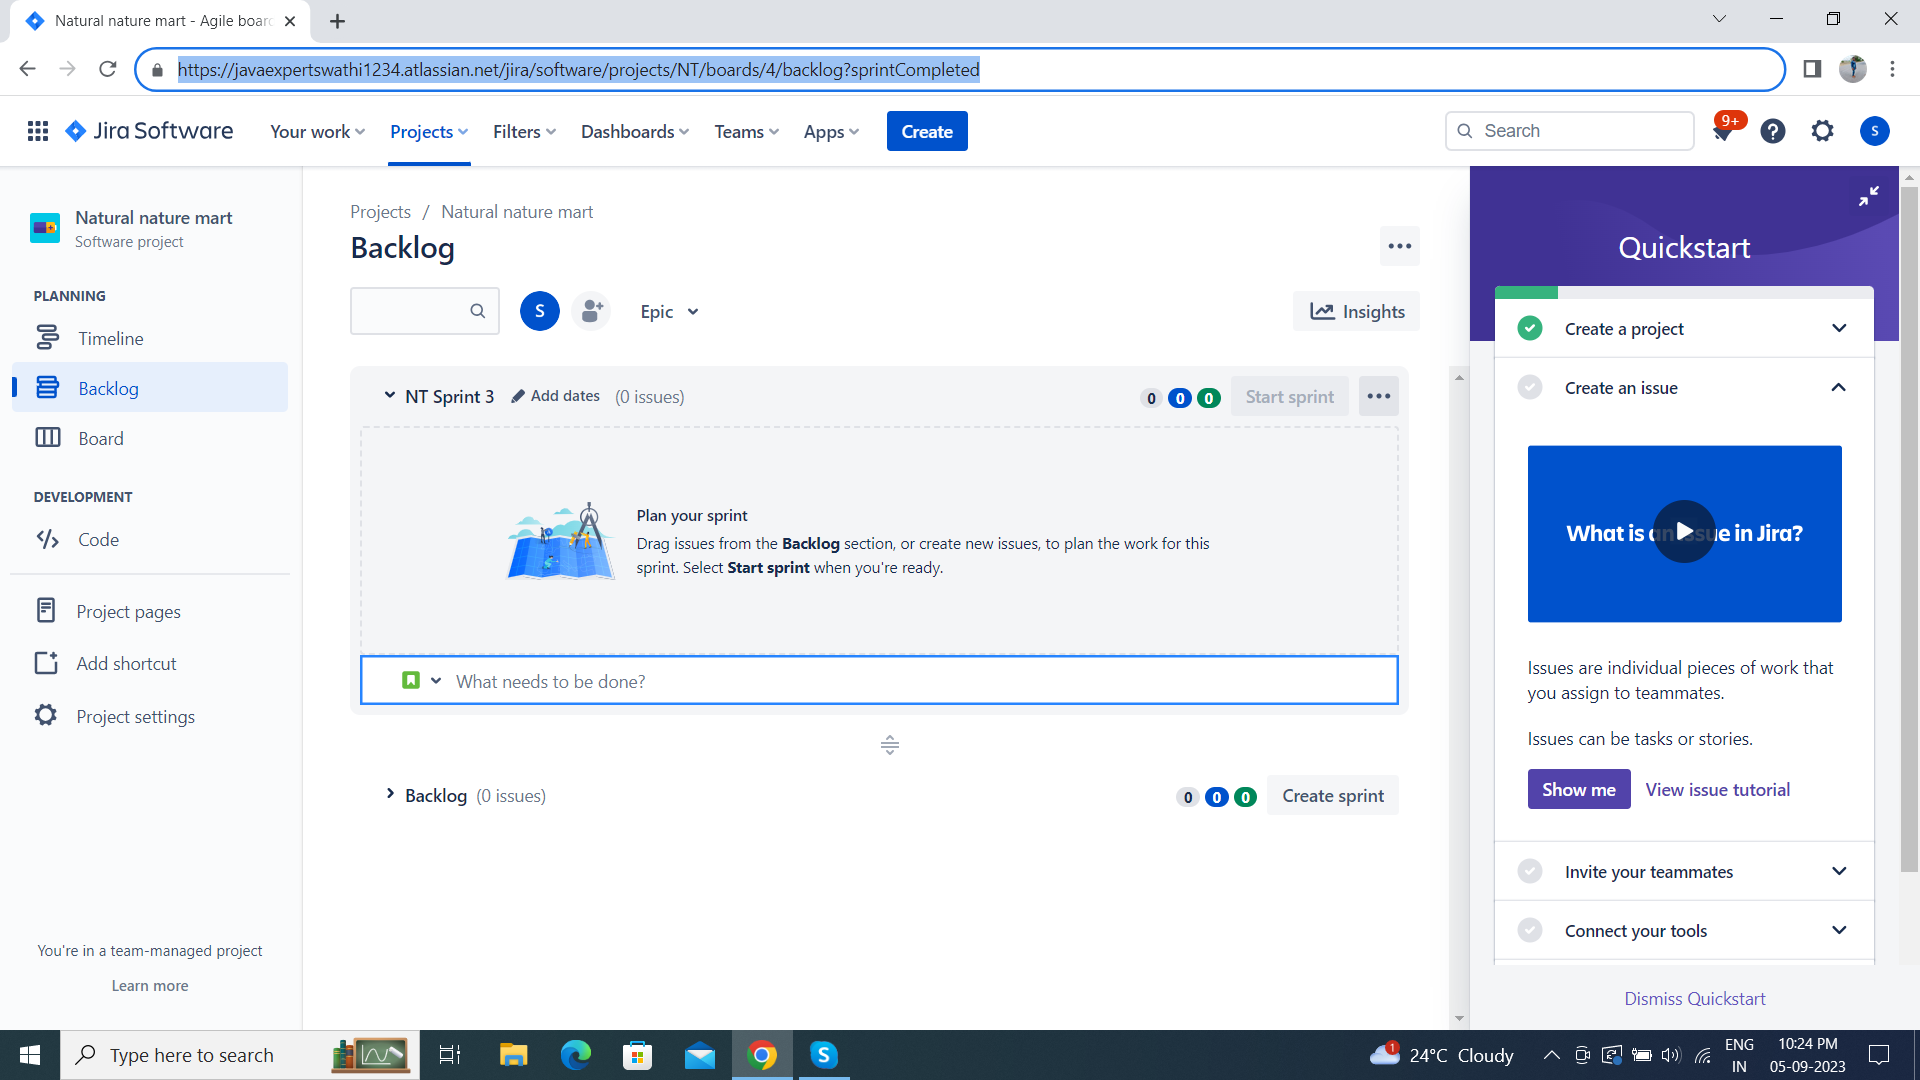 Natural nature mart - Agile board
https://javaexpertswathi1234.atlassian.net/jira/software/projects/NT/boards/4/backlog?sprintCompleted
Jira Software
Your work
Projects
Filters
Dashboards
Teams
Apps
Create
Search
9+
S
Natural nature mart
Software project
PLANNING
Timeline
Backlog
Board
DEVELOPMENT
Code
Project pages
Add shortcut
Project settings
You're in a team-managed project
Learn more
Projects / Natural nature mart
Backlog
S
Epic
Insights
NT Sprint 3 Add dates (0 issues)
0 0 0
Start sprint
Plan your sprint
Drag issues from the Backlog section, or create new issues, to plan the work for this
sprint. Select Start sprint when you're ready.
What needs to be done?
Backlog (0 issues)
0 0 0
Create sprint
Quickstart
Create a project
Create an issue
What is an issue in Jira?
Issues are individual pieces of work that
you assign to teammates.
Issues can be tasks or stories.
Show me
View issue tutorial
Invite your teammates
Connect your tools
Dismiss Quickstart
Type here to search
S
1
24°C Cloudy
ENG
IN
10:24 PM
05-09-2023